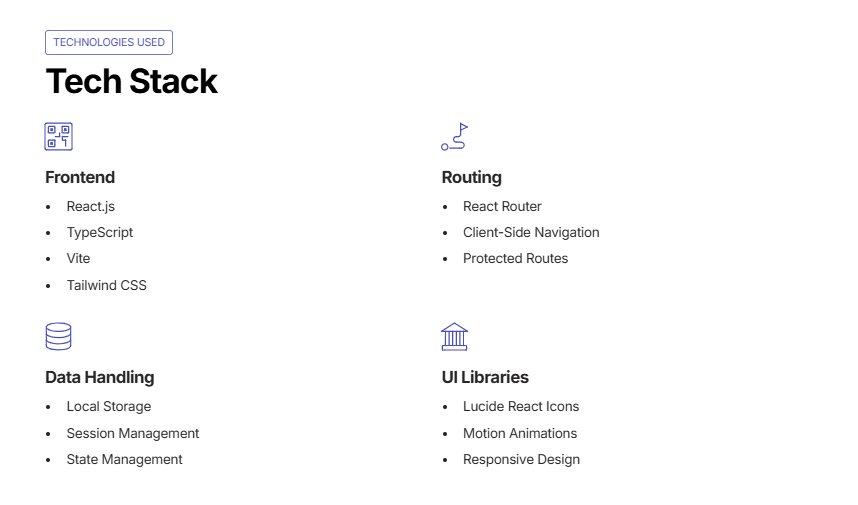 TECHNOLOGIES USED
Tech Stack
Frontend
• React.js
• TypeScript
• Vite
• Tailwind CSS
Routing
• React Router
• Client-Side Navigation
• Protected Routes
Data Handling
• Local Storage
• Session Management
• State Management
UI Libraries
• Lucide React Icons
• Motion Animations
• Responsive Design